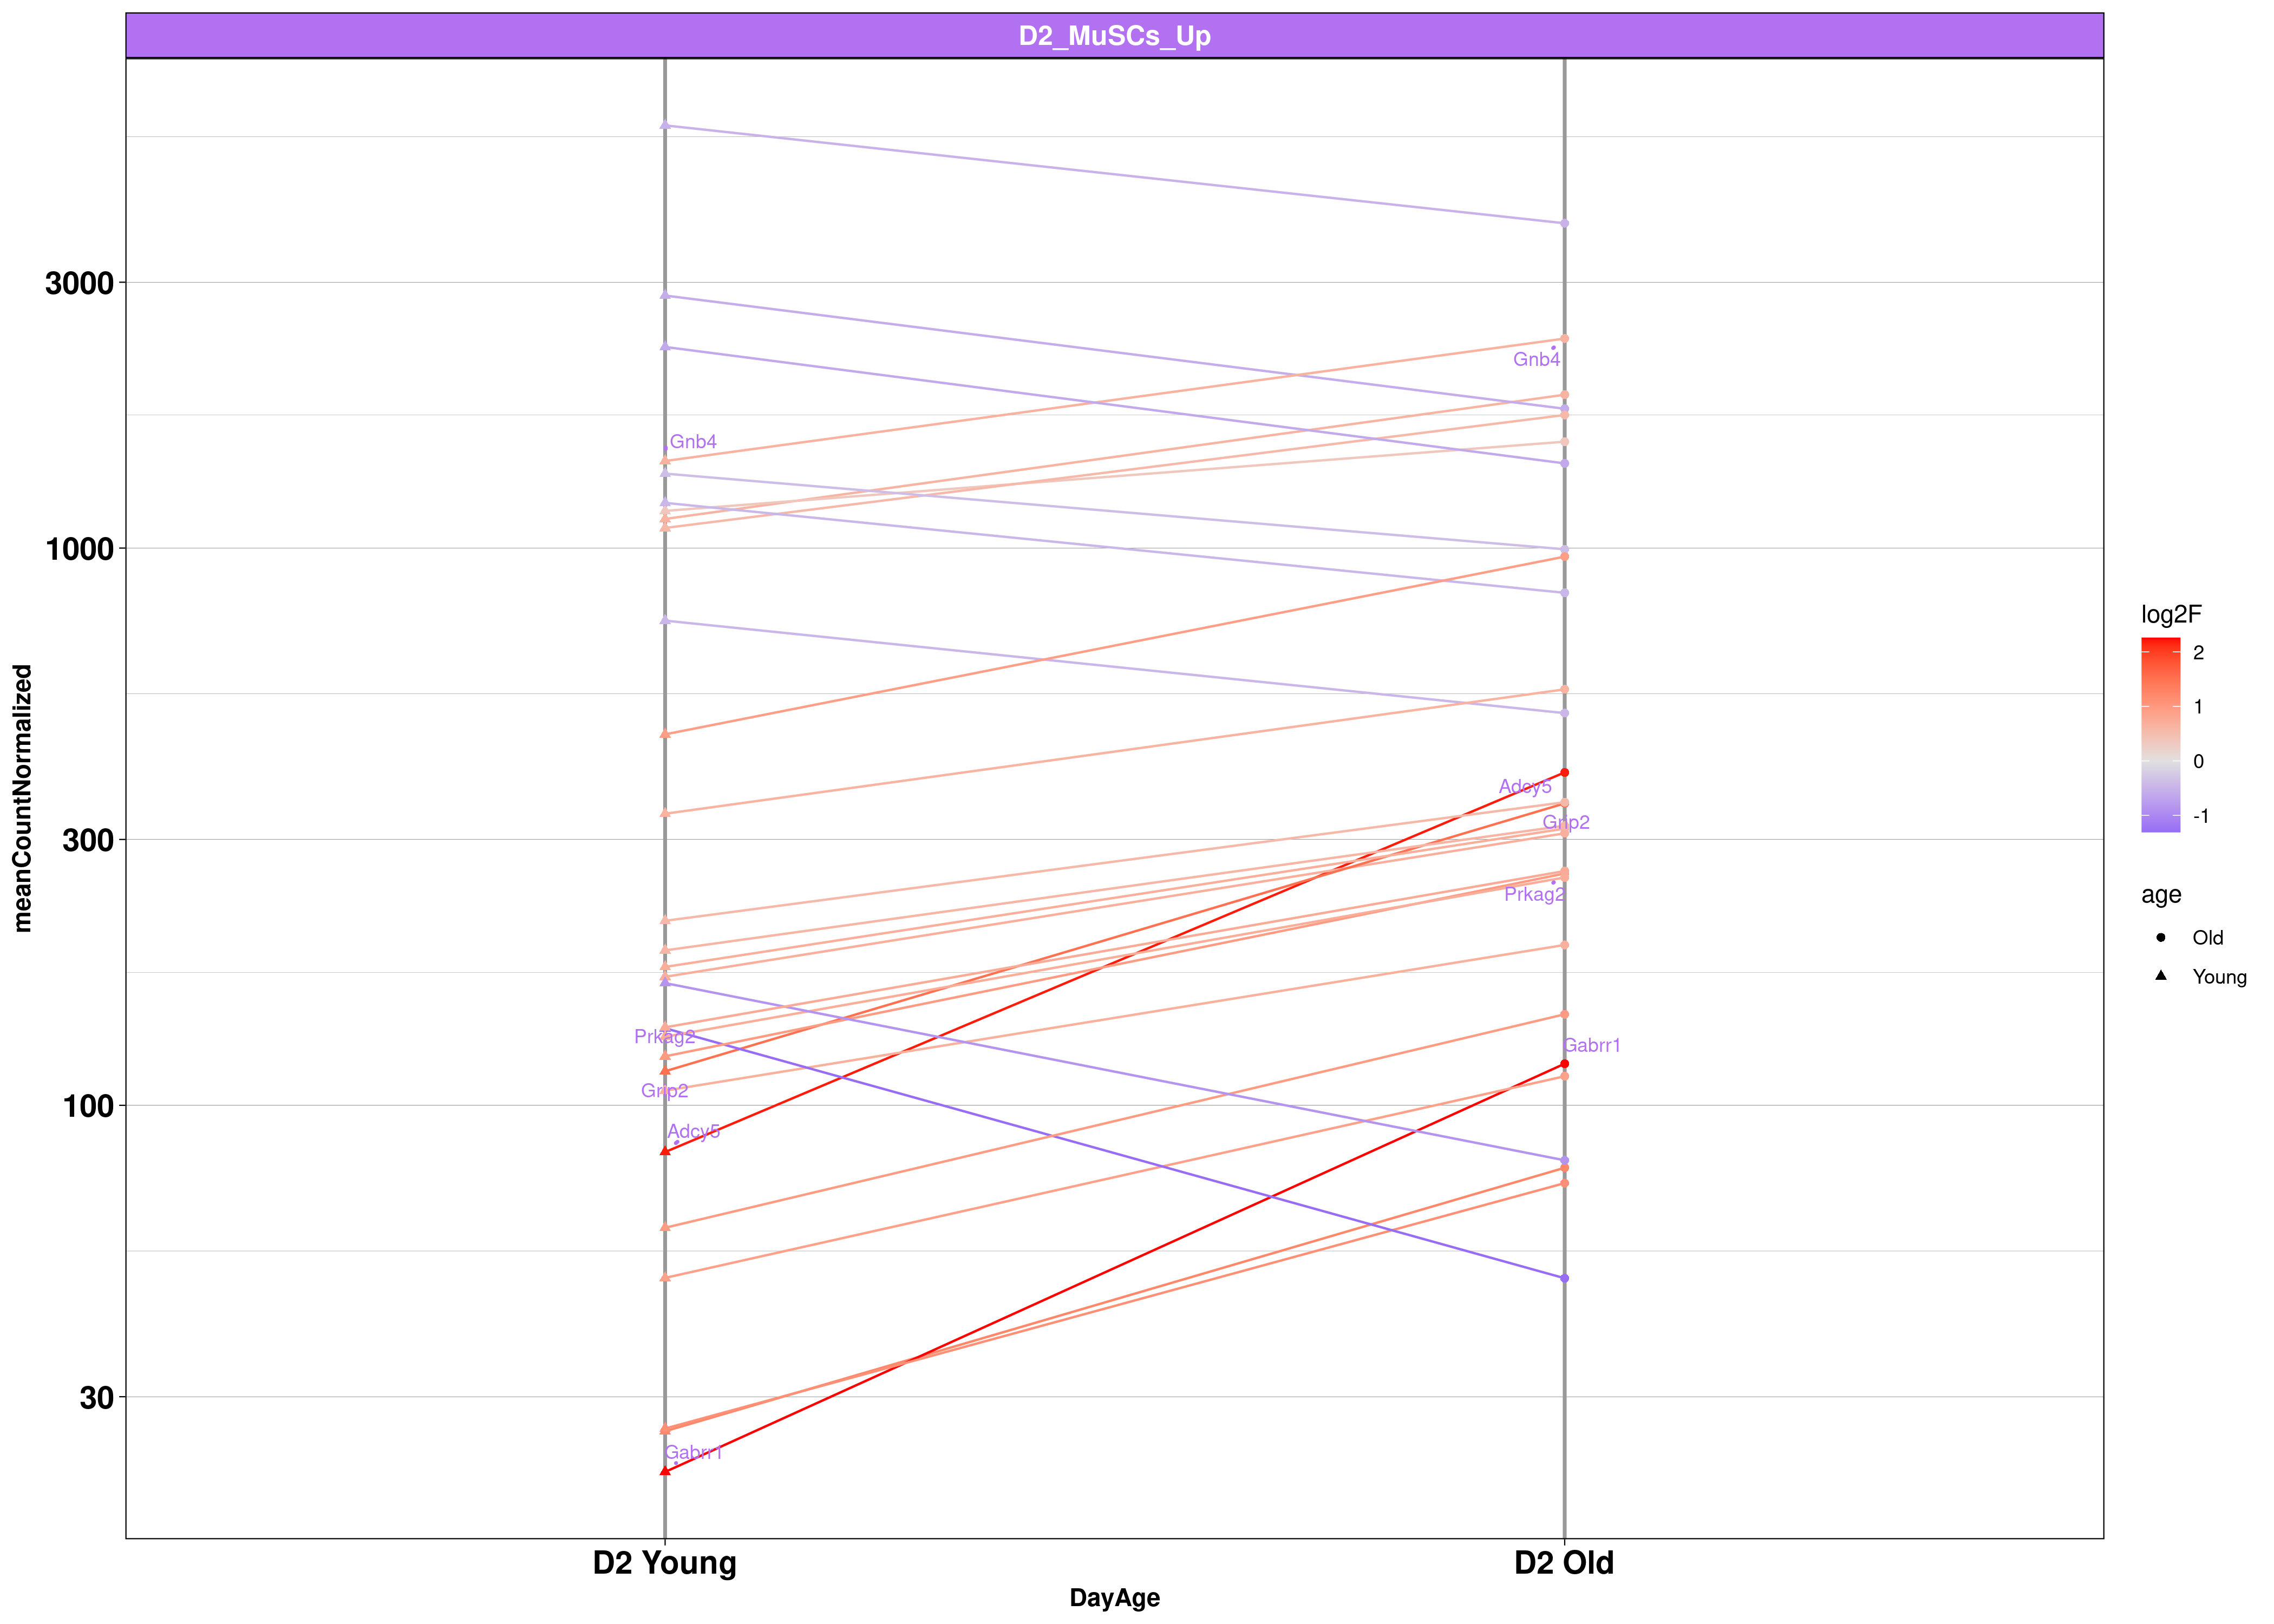 D2_MuSCs_Up
meanCountNormalized
3000
1000
300
100
30
Gnb4
Gnb4
Adcy5
Grip2
Prkag2
Prkag2
Gabrr1
Grip2
Adcy5
Gabrr1
D2 Young
D2 Old
DayAge
log2F
2
1
0
-1
age
Old
Young